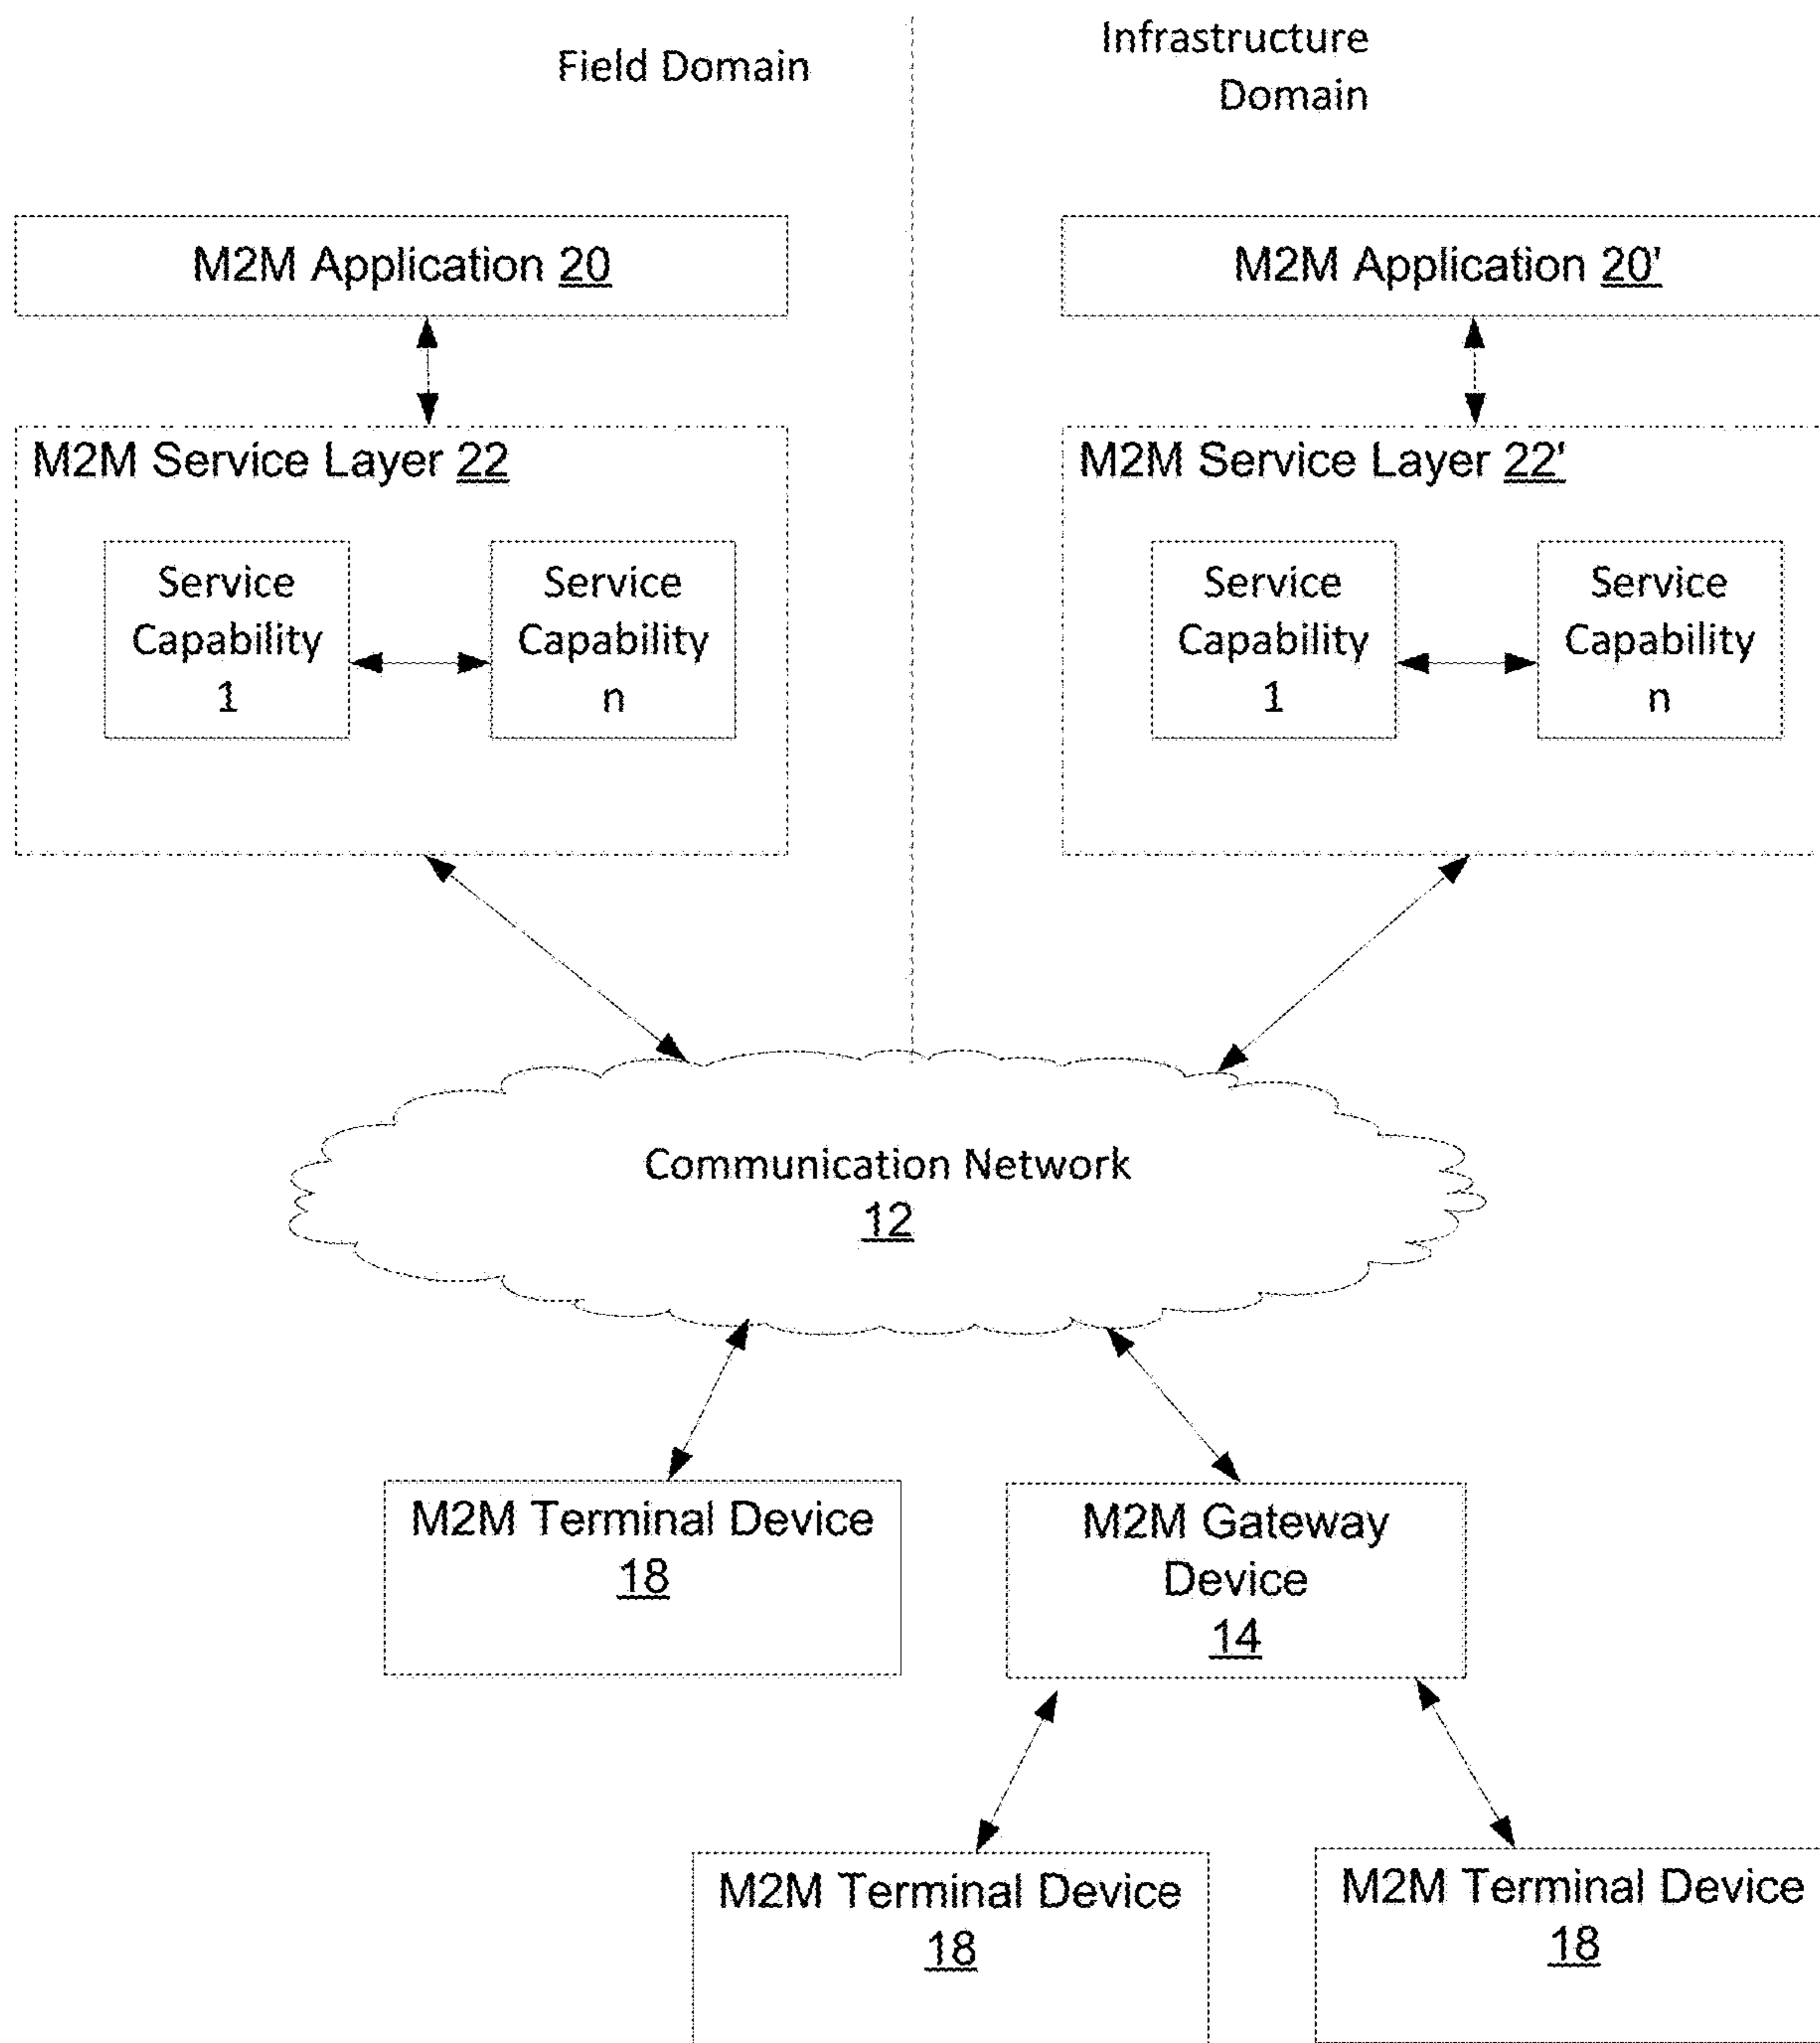 Field Domain
Infrastructure
Domain
M2M Application 20
M2M Application 20'
M2M Service Layer 22
Service
Capability
1
Service
Capability
n
M2M Service Layer 22'
Service
Capability
1
Service
Capability
n
Communication Network
12
M2M Terminal Device
18
M2M Gateway
Device
14
M2M Terminal Device
18
M2M Terminal Device
18